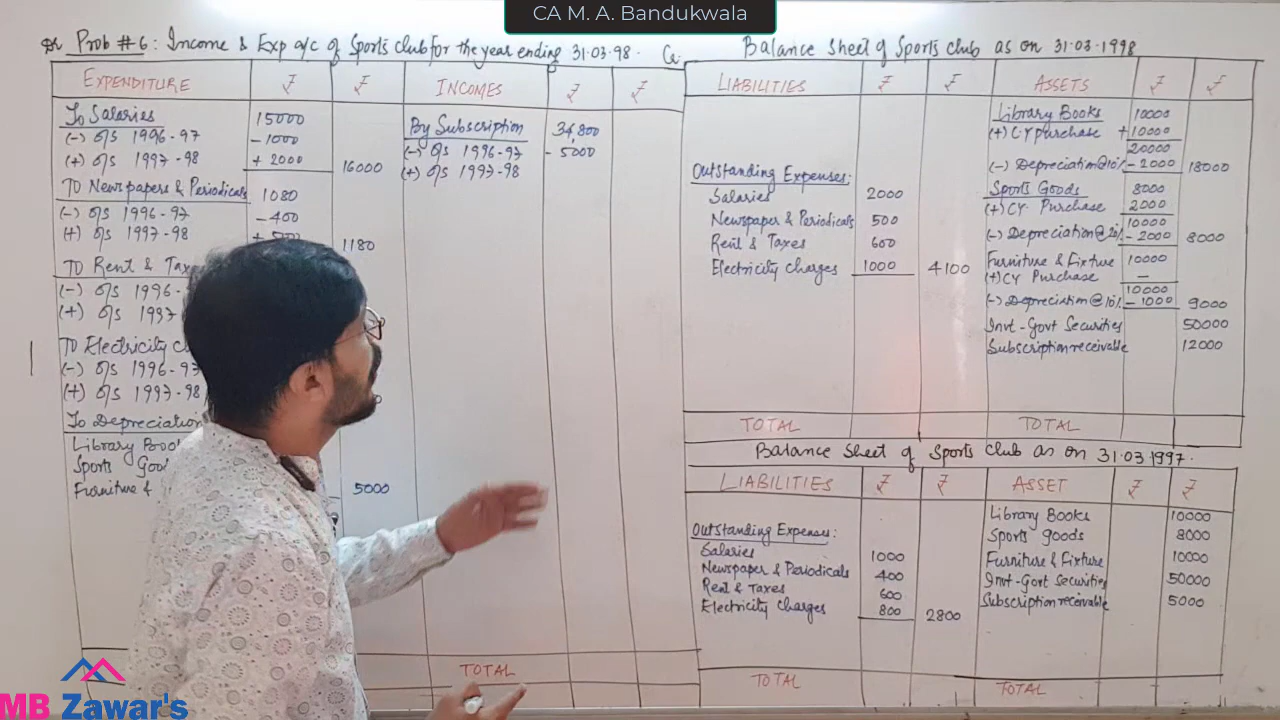 CA M. A. Bandukwala
Dr Prob # 6 : Income & Exp a/c of Sports club for the year ending 31.03.98. Cr.
EXPENDITURE ₹ ₹ INCOMES ₹ ₹
To Salaries 15000
(-) o/s 1996-97 - 1000
(+) o/s 1997-98 + 2000 16000
TO Newspapers & Periodicals 1080
(-) o/s 1996-97 -400
(+) o/s 1997-98 1180
TO Rent &
(-) o/s 1996-
(+) o/s 1997
TO Electricity
(-) o/s 1996-97
(+) o/s 1997-98
To Depreciation
Library
Sports
Furniture & 5000
By Subscription 34,800
(-) o/s 1996-97 - 5000
(+) o/s 1997-98
TOTAL
Balance Sheet of Sports club as on 31.03.1998
LIABILITIES ₹ ₹ ASSETS ₹ ₹
Outstanding Expenses:
Salaries 2000
Newspaper & Periodicals 500
Rent & Taxes 600
Electricity Charges 1000 4100
Library Books 10000
(+) C.Y purchase + 10000
20000
(-) Depreciation@10% - 2000 18000
Sports Goods 8000
(+) CY Purchase 2000
10000
(-) Depreciation@20% - 2000 8000
Furniture & Fixture 10000
(+) CY Purchase —
10000
(-) Depreciation@10% - 1000 9000
Invt-Govt Securities 50000
Subscription receivable 12000
TOTAL TOTAL
Balance Sheet of Sports Club as on 31.03.1997.
LIABILITIES ₹ ₹ ASSET ₹ ₹
Outstanding Expenses:
Salaries 1000
Newspaper & Periodicals 400
Rent & Taxes 600
Electricity Charges 800 2800
Library Books 10000
Sports goods 8000
Furniture & Fixture 10000
Invt-Govt Securities 50000
Subscription receivable 5000
TOTAL TOTAL
MB Zawar's